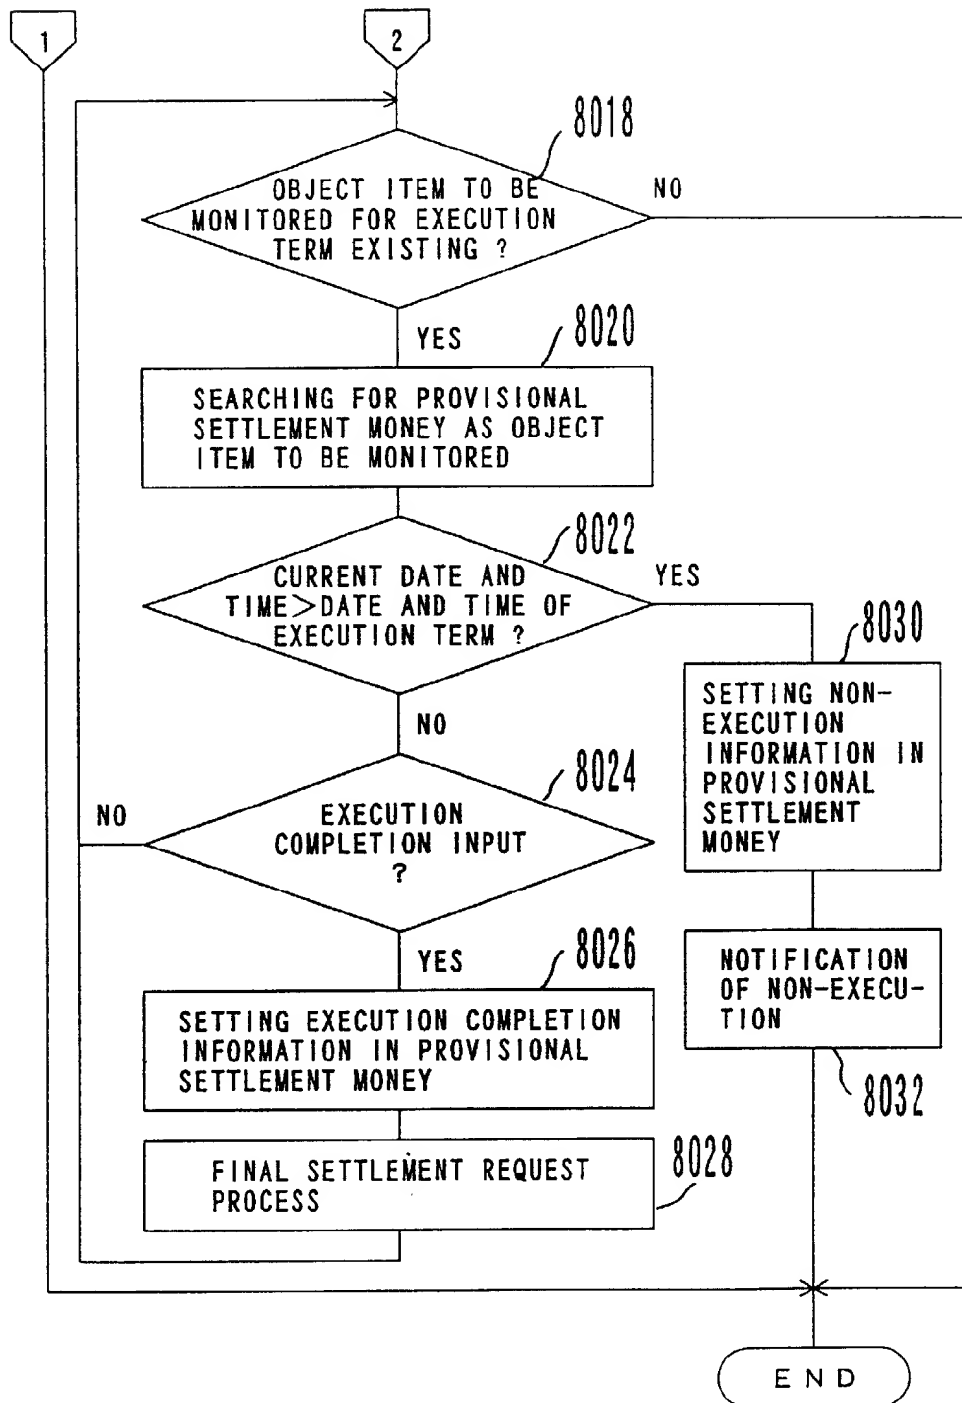 1
2
8018
OBJECT ITEM TO BE
MONITORED FOR EXECUTION
TERM EXISTING ?
NO
YES
8020
SEARCHING FOR PROVISIONAL
SETTLEMENT MONEY AS OBJECT
ITEM TO BE MONITORED
8022
CURRENT DATE AND
TIME>DATE AND TIME OF
EXECUTION TERM ?
YES
NO
8030
SETTING NON-
EXECUTION
INFORMATION IN
PROVISIONAL
SETTLEMENT
MONEY
8024
EXECUTION
COMPLETION INPUT
?
NO
YES
8026
SETTING EXECUTION COMPLETION
INFORMATION IN PROVISIONAL
SETTLEMENT MONEY
NOTIFICATION
OF NON-EXECU-
TION
8032
FINAL SETTLEMENT REQUEST
PROCESS
8028
END